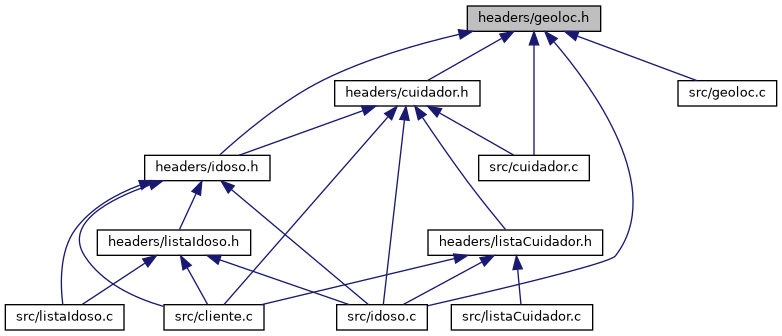 headers/geoloc.h
headers/cuidador.h
src/geoloc.c
headers/idoso.h
src/cuidador.c
headers/listaIdoso.h
headers/listaCuidador.h
src/listaIdoso.c
src/cliente.c
src/idoso.c
src/listaCuidador.c